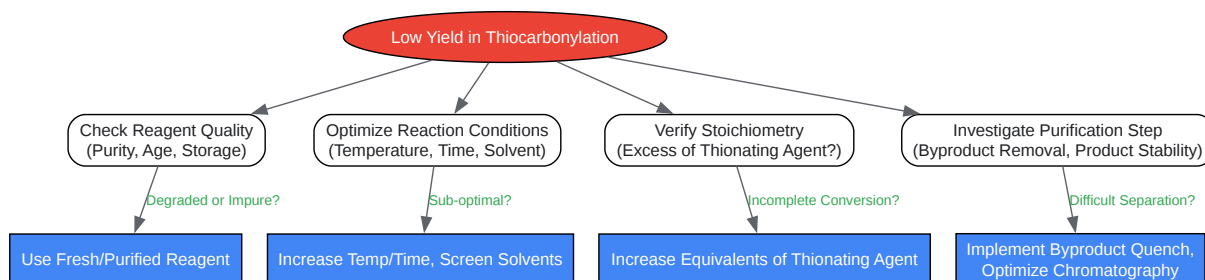 Low Yield in Thiocarbonylation
Check Reagent Quality
(Purity, Age, Storage)
Optimize Reaction Conditions
(Temperature, Time, Solvent)
Verify Stoichiometry
(Excess of Thionating Agent?)
Investigate Purification Step
(Byproduct Removal, Product Stability)
Degraded or Impure?
Sub-optimal?
Incomplete Conversion?
Difficult Separation?
Use Fresh/Purified Reagent
Increase Temp/Time, Screen Solvents
Increase Equivalents of Thionating Agent
Implement Byproduct Quench,
Optimize Chromatography